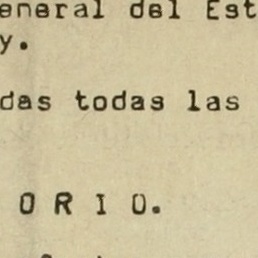 eneral del Est
y.
das todas las
O R I O.